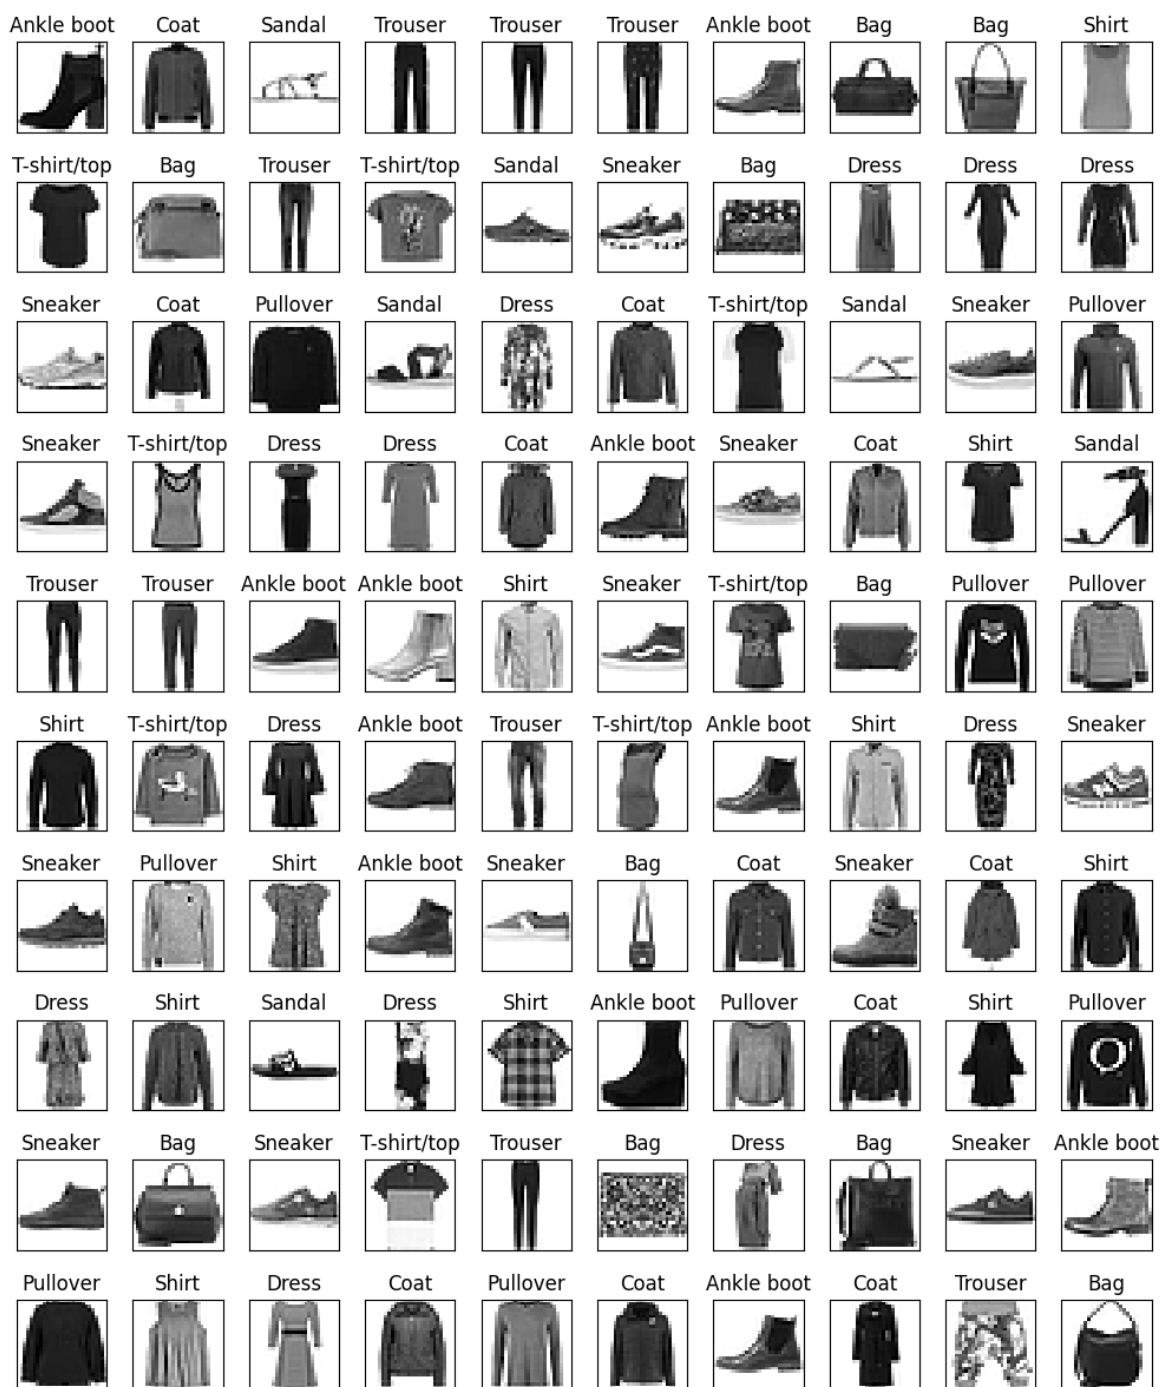 Ankle boot Coat Sandal Trouser Trouser Trouser Ankle boot Bag Bag Shirt
T-shirt/top Bag Trouser T-shirt/top Sandal Sneaker Bag Dress Dress Dress
Sneaker Coat Pullover Sandal Dress Coat T-shirt/top Sandal Sneaker Pullover
Sneaker T-shirt/top Dress Dress Coat Ankle boot Sneaker Coat Shirt Sandal
Trouser Trouser Ankle boot Ankle boot Shirt Sneaker T-shirt/top Bag Pullover Pullover
Shirt T-shirt/top Dress Ankle boot Trouser T-shirt/top Ankle boot Shirt Dress Sneaker
Sneaker Pullover Shirt Ankle boot Sneaker Bag Coat Sneaker Coat Shirt
Dress Shirt Sandal Dress Shirt Ankle boot Pullover Coat Shirt Pullover
Sneaker Bag Sneaker T-shirt/top Trouser Bag Dress Bag Sneaker Ankle boot
Pullover Shirt Dress Coat Pullover Coat Ankle boot Coat Trouser Bag